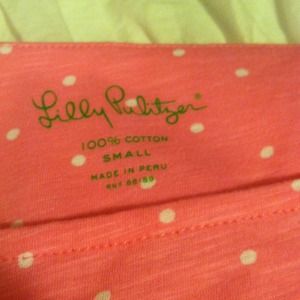 Lilly Pulitzer®
100% COTTON
SMALL
MADE IN PERU